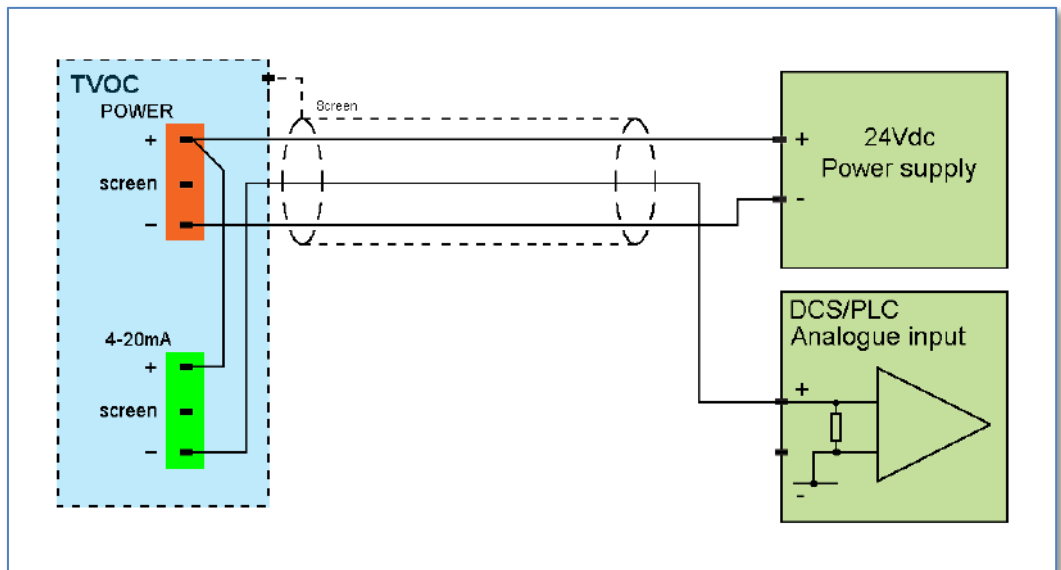 TVOC
POWER
+
screen
−
4-20mA
+
screen
−
Screen
24Vdc
Power supply
+
-
DCS/PLC
Analogue input
+
-